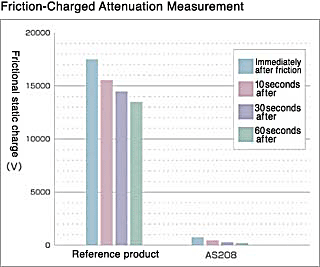 Friction-Charged Attenuation Measurement
Frictional static charge
(V)
20000
15000
10000
5000
0
Immediately
after friction
10seconds
after
30seconds
after
60seconds
after
Reference product
AS208